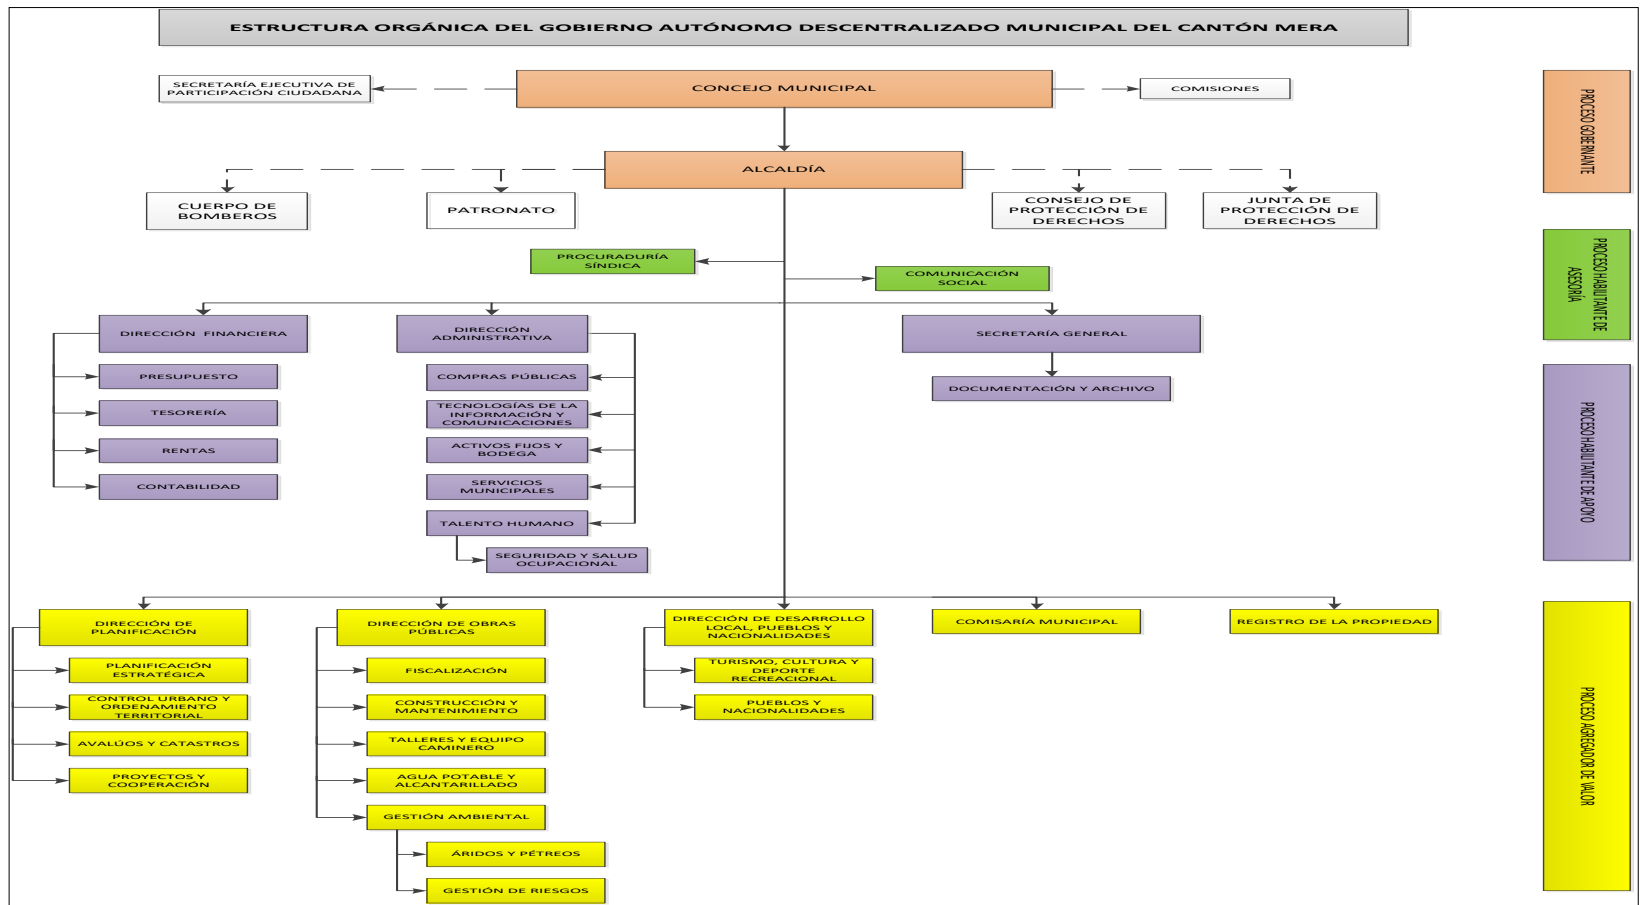 ESTRUCTURA ORGÁNICA DEL GOBIERNO AUTÓNOMO DESCENTRALIZADO MUNICIPAL DEL CANTÓN MERA
SECRETARÍA EJECUTIVA DE
PARTICIPACIÓN CIUDADANA
CONCEJO MUNICIPAL
COMISIONES
PROCESO GOBERNANTE
ALCALDÍA
CUERPO DE
BOMBEROS
PATRONATO
CONSEJO DE
PROTECCIÓN DE
DERECHOS
JUNTA DE
PROTECCIÓN DE
DERECHOS
PROCURADURÍA
SÍNDICA
COMUNICACIÓN
SOCIAL
PROCESO HABILITANTE DE
ASESORÍA
DIRECCIÓN FINANCIERA
PRESUPUESTO
TESORERÍA
RENTAS
CONTABILIDAD
DIRECCIÓN
ADMINISTRATIVA
COMPRAS PÚBLICAS
TECNOLOGÍAS DE LA
INFORMACIÓN Y
COMUNICACIONES
ACTIVOS FIJOS Y
BODEGA
SERVICIOS
MUNICIPALES
TALENTO HUMANO
SEGURIDAD Y SALUD
OCUPACIONAL
SECRETARÍA GENERAL
DOCUMENTACIÓN Y ARCHIVO
PROCESO HABILITANTE DE APOYO
DIRECCIÓN DE
PLANIFICACIÓN
PLANIFICACIÓN
ESTRATÉGICA
CONTROL URBANO Y
ORDENAMIENTO
TERRITORIAL
AVALÚOS Y CATASTROS
PROYECTOS Y
COOPERACIÓN
DIRECCIÓN DE OBRAS
PÚBLICAS
FISCALIZACIÓN
CONSTRUCCIÓN Y
MANTENIMIENTO
TALLERES Y EQUIPO
CAMINERO
AGUA POTABLE Y
ALCANTARILLADO
GESTIÓN AMBIENTAL
ÁRIDOS Y PÉTREOS
GESTIÓN DE RIESGOS
DIRECCIÓN DE DESARROLLO
LOCAL, PUEBLOS Y
NACIONALIDADES
TURISMO, CULTURA Y
DEPORTE
RECREACIONAL
PUEBLOS Y
NACIONALIDADES
COMISARÍA MUNICIPAL
REGISTRO DE LA PROPIEDAD
PROCESO AGREGADOR DE VALOR